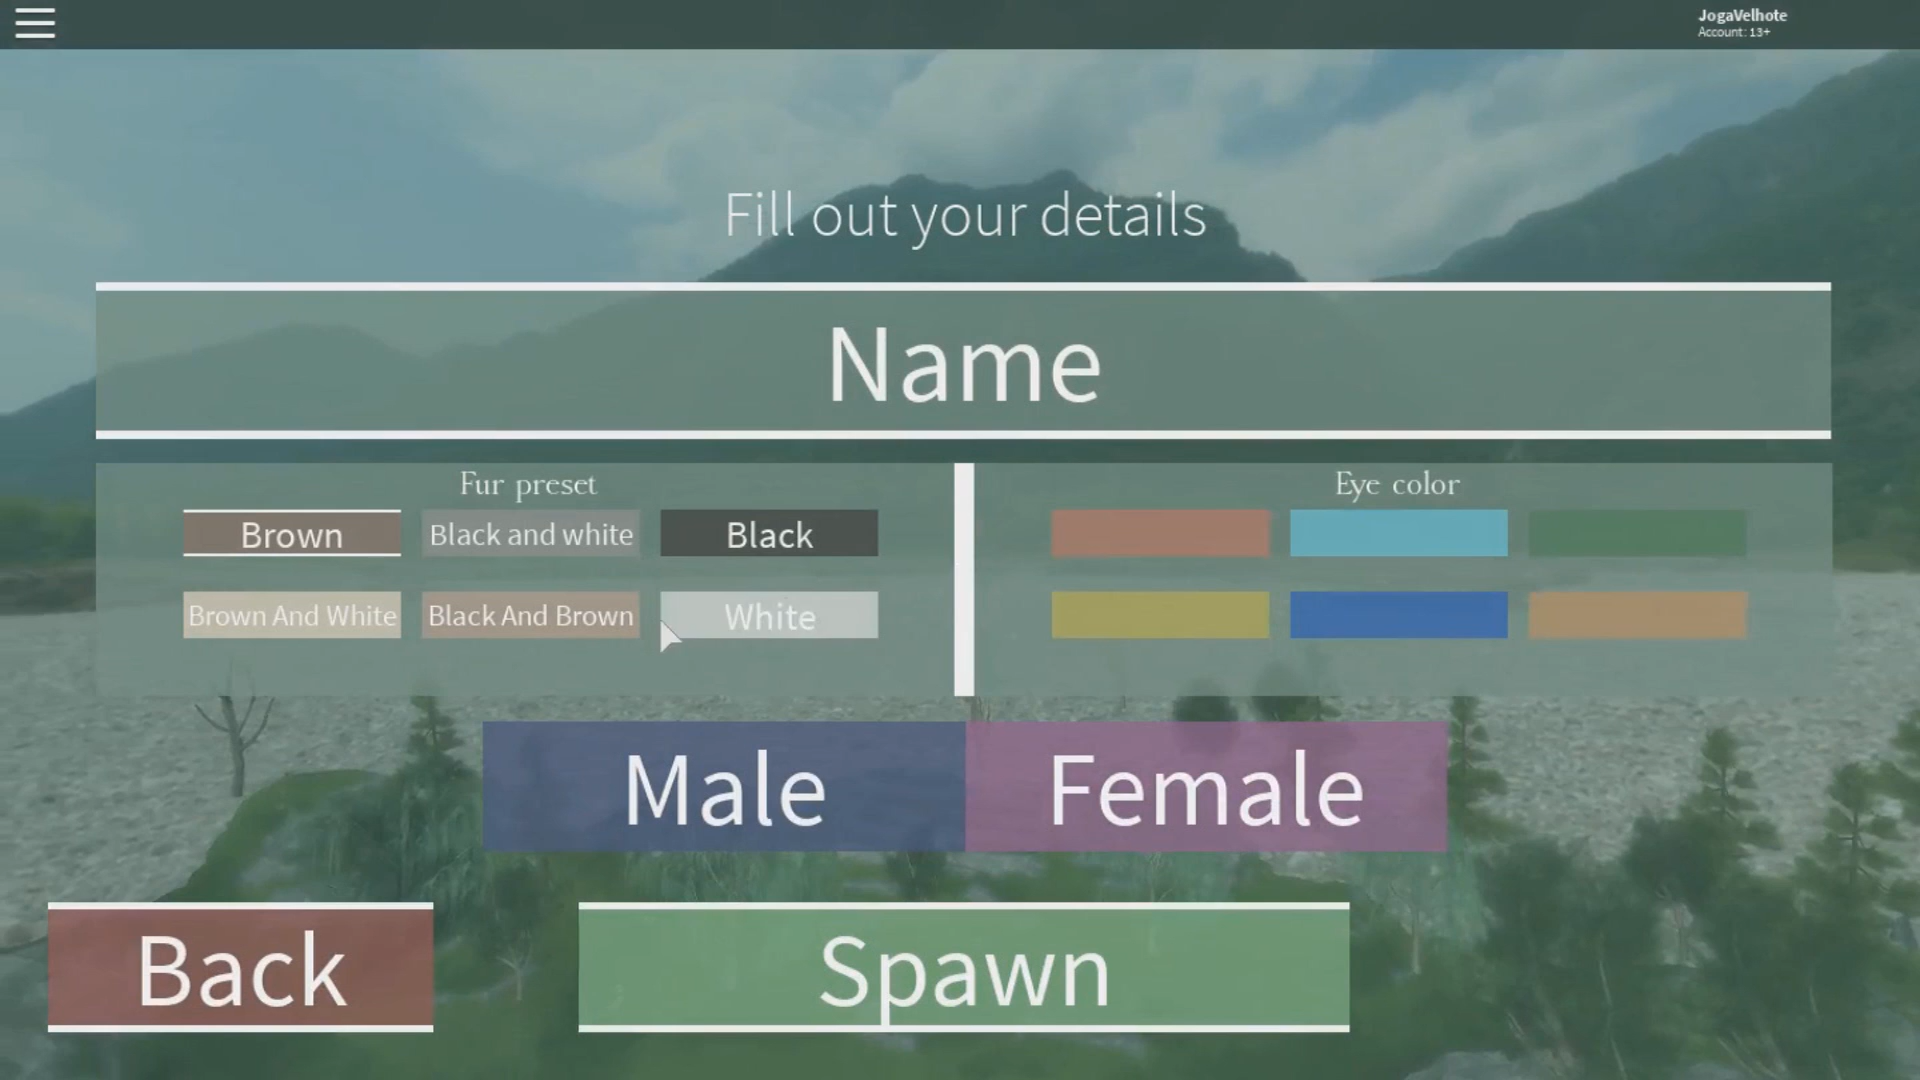 JogaVelhote
Account: 13+
Fill out your details
Name
Fur preset
Eye color
Brown
Black and white
Black
Brown And White
Black And Brown
White
Male
Female
Back
Spawn